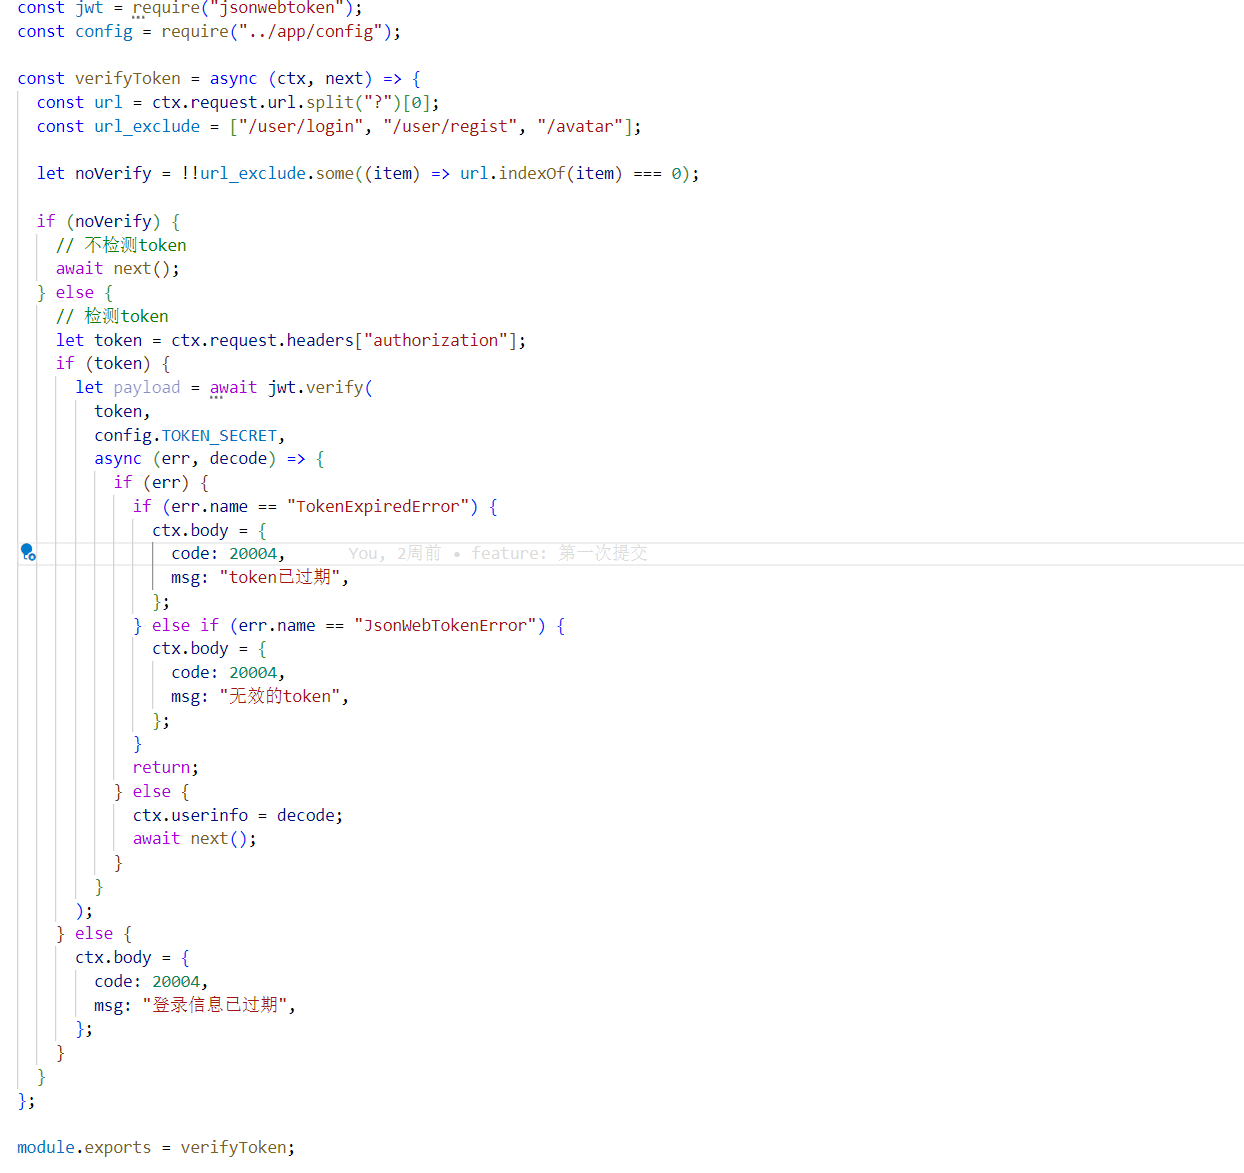 const jwt = require("jsonwebtoken");
const config = require("../app/config");
const verifyToken = async (ctx, next) => {
  const url = ctx.request.url.split("?")[0];
  const url_exclude = ["/user/login", "/user/regist", "/avatar"];
  let noVerify = !!url_exclude.some((item) => url.indexOf(item) === 0);
  if (noVerify) {
    // 不检测token
    await next();
  } else {
    // 检测token
    let token = ctx.request.headers["authorization"];
    if (token) {
      let payload = await jwt.verify(
        token,
        config.TOKEN_SECRET,
        async (err, decode) => {
          if (err) {
            if (err.name == "TokenExpiredError") {
              ctx.body = {
                code: 20004,      You, 2周前 • feature: 第一次提交
                msg: "token已过期",
              };
            } else if (err.name == "JsonWebTokenError") {
              ctx.body = {
                code: 20004,
                msg: "无效的token",
              };
            }
            return;
          } else {
            ctx.userinfo = decode;
            await next();
          }
        }
      );
    } else {
      ctx.body = {
        code: 20004,
        msg: "登录信息已过期",
      };
    }
  }
};
module.exports = verifyToken;